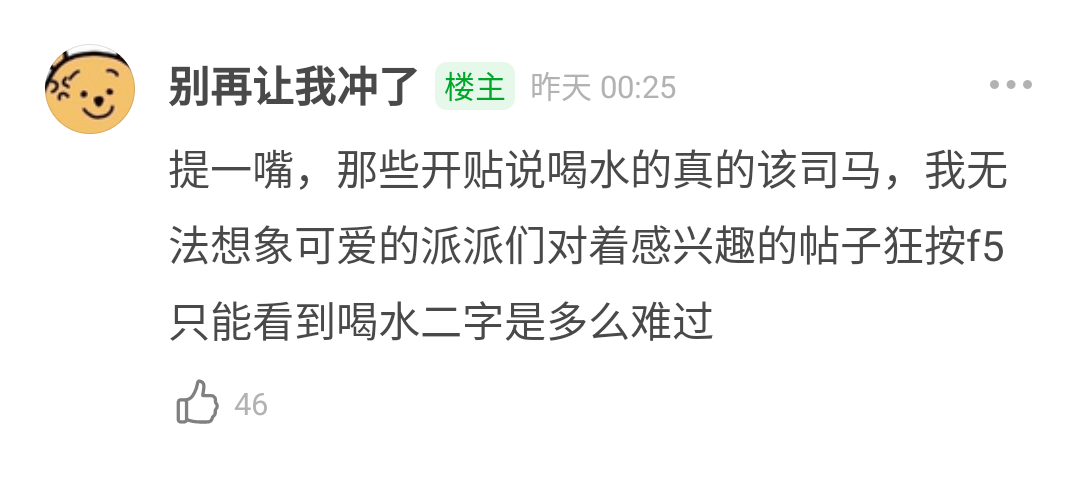 别再让我冲了 楼主 昨天 00:25
提一嘴，那些开贴说喝水的真的该司马，我无
法想象可爱的派派们对着感兴趣的帖子狂按f5
只能看到喝水二字是多么难过
46